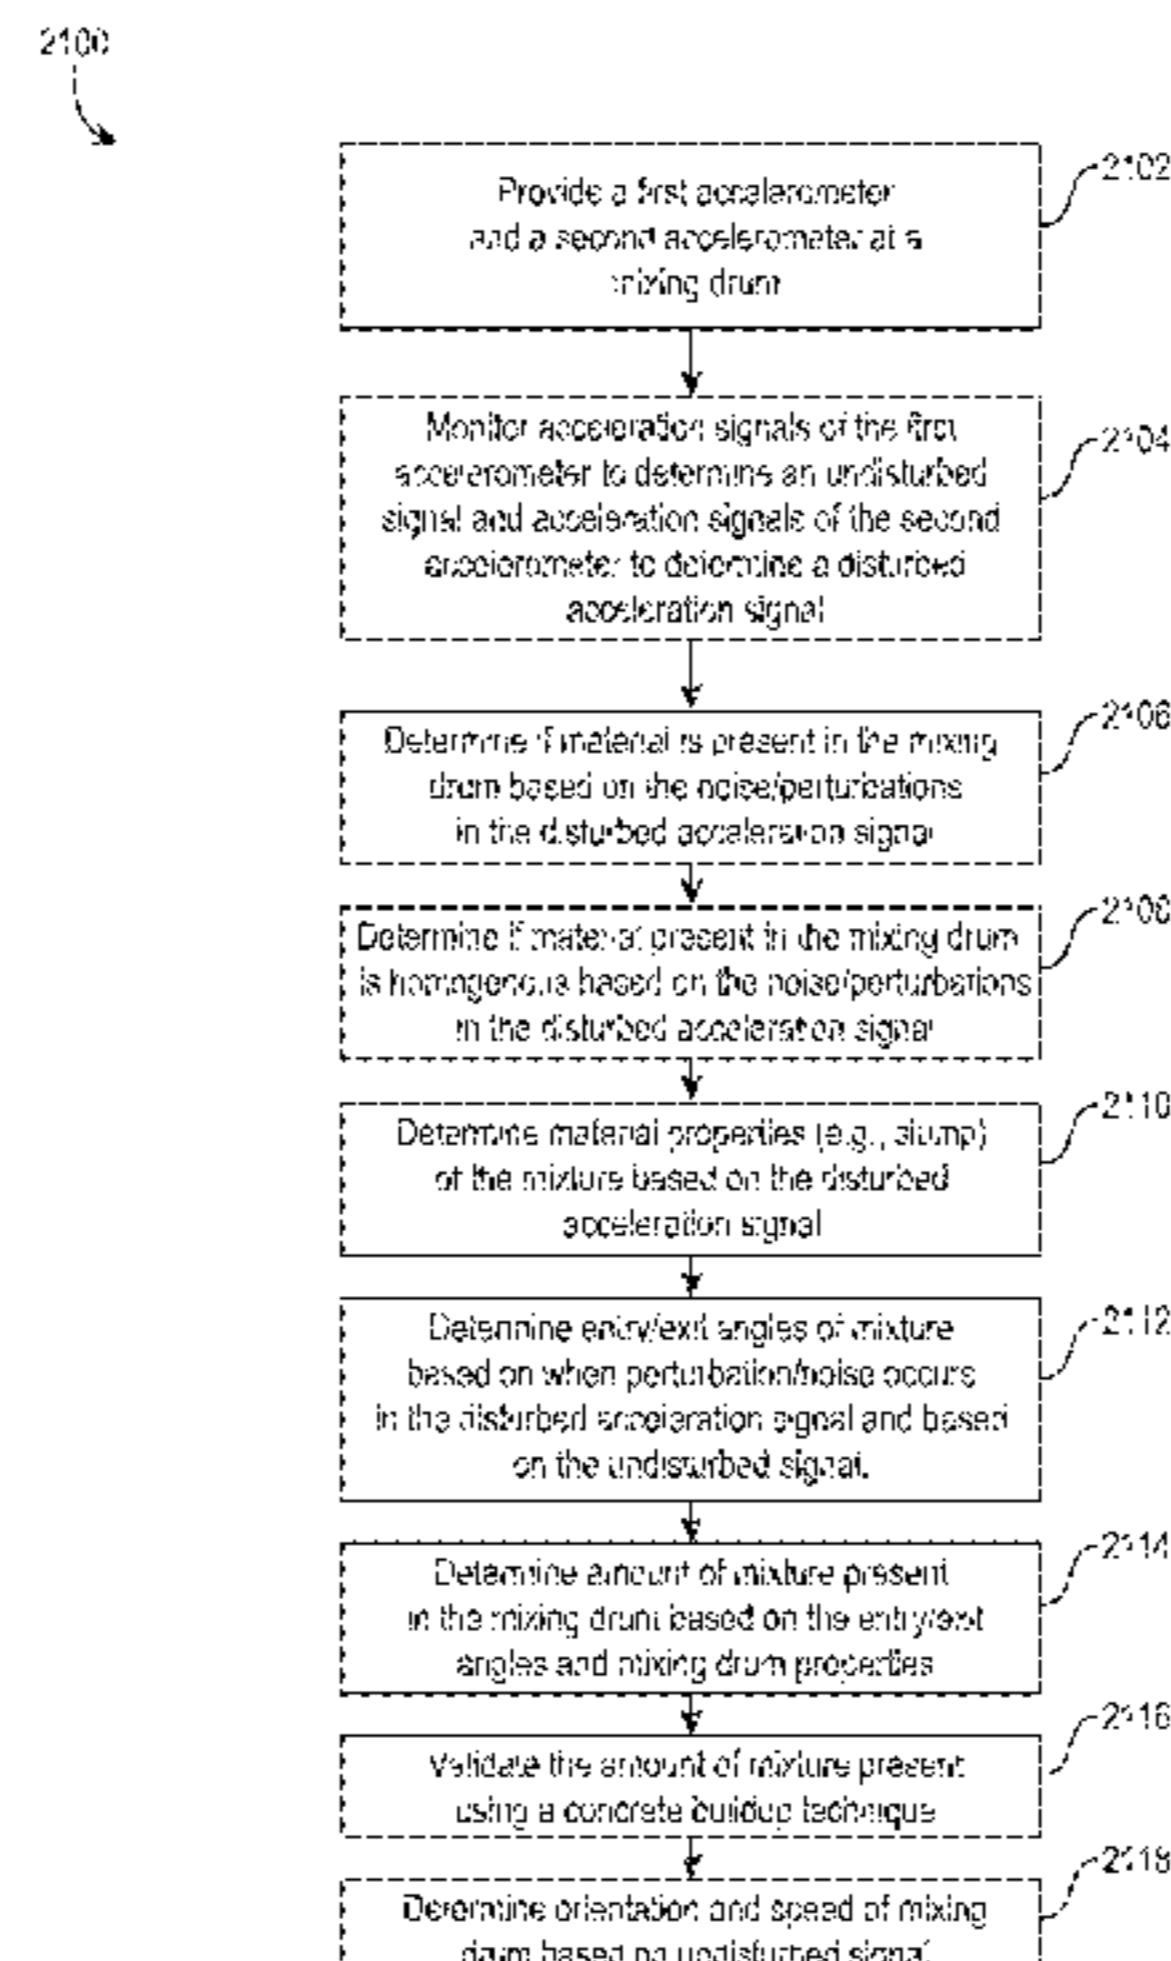 2100
Provide a first accelerometer
and a second accelerometer at a
mixing drum
2102
Monitor acceleration signals of the first
accelerometer to determine an undisturbed
signal and acceleration signals of the second
accelerometer to determine a disturbed
acceleration signal
2104
Determine if material is present in the mixing
drum based on the noise/perturbations
in the disturbed acceleration signal
2106
Determine if material present in the mixing drum
is homogenous based on the noise/perturbations
in the disturbed acceleration signal
2108
Determine material properties (e.g., slump)
of the mixture based on the disturbed
acceleration signal
2110
Determine entry/exit angles of mixture
based on when perturbation/noise occurs
in the disturbed acceleration signal and based
on the undisturbed signal.
2112
Determine amount of mixture present
in the mixing drum based on the entry/exit
angles and mixing drum properties
2114
Validate the amount of mixture present
using a concrete buildup technique
2116
Determine orientation and speed of mixing
drum based on undisturbed signal
2118